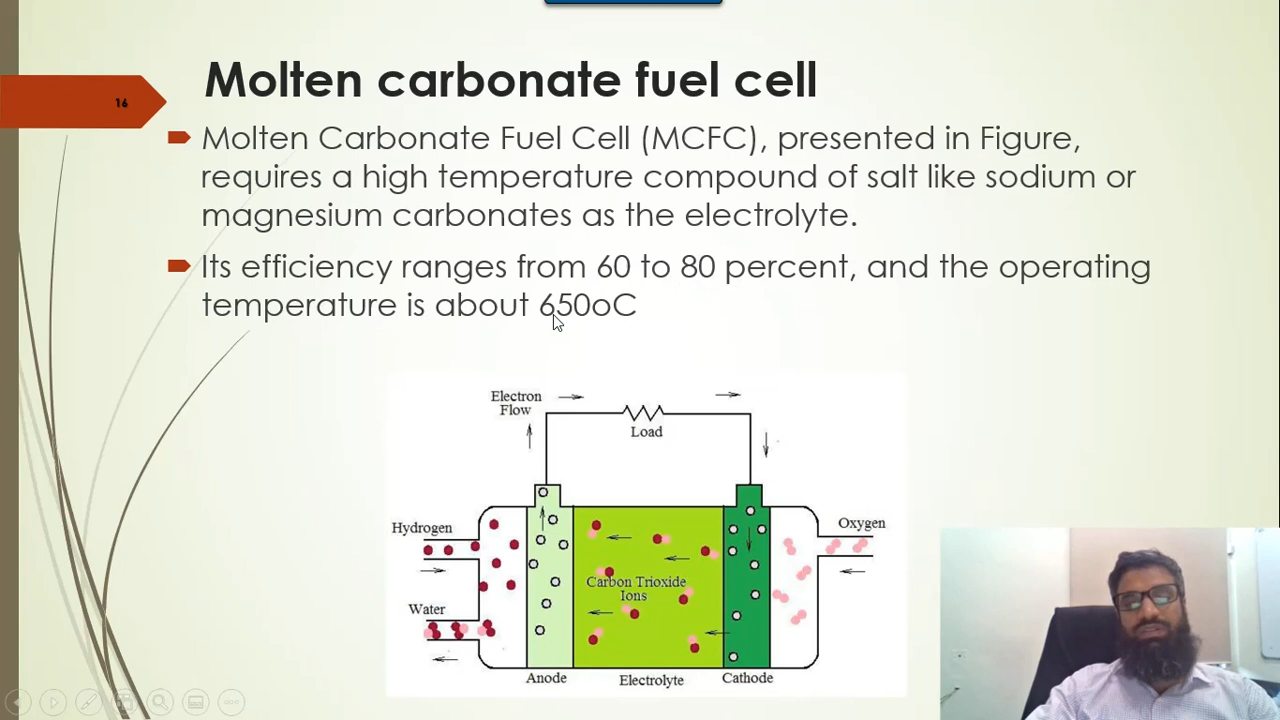 Molten carbonate fuel cell
16
Molten Carbonate Fuel Cell (MCFC), presented in Figure,
requires a high temperature compound of salt like sodium or
magnesium carbonates as the electrolyte.
Its efficiency ranges from 60 to 80 percent, and the operating
temperature is about 650oC
Electron
Flow
Load
Hydrogen
Oxygen
Carbon Trioxide
Ions
Water
Anode
Electrolyte
Cathode